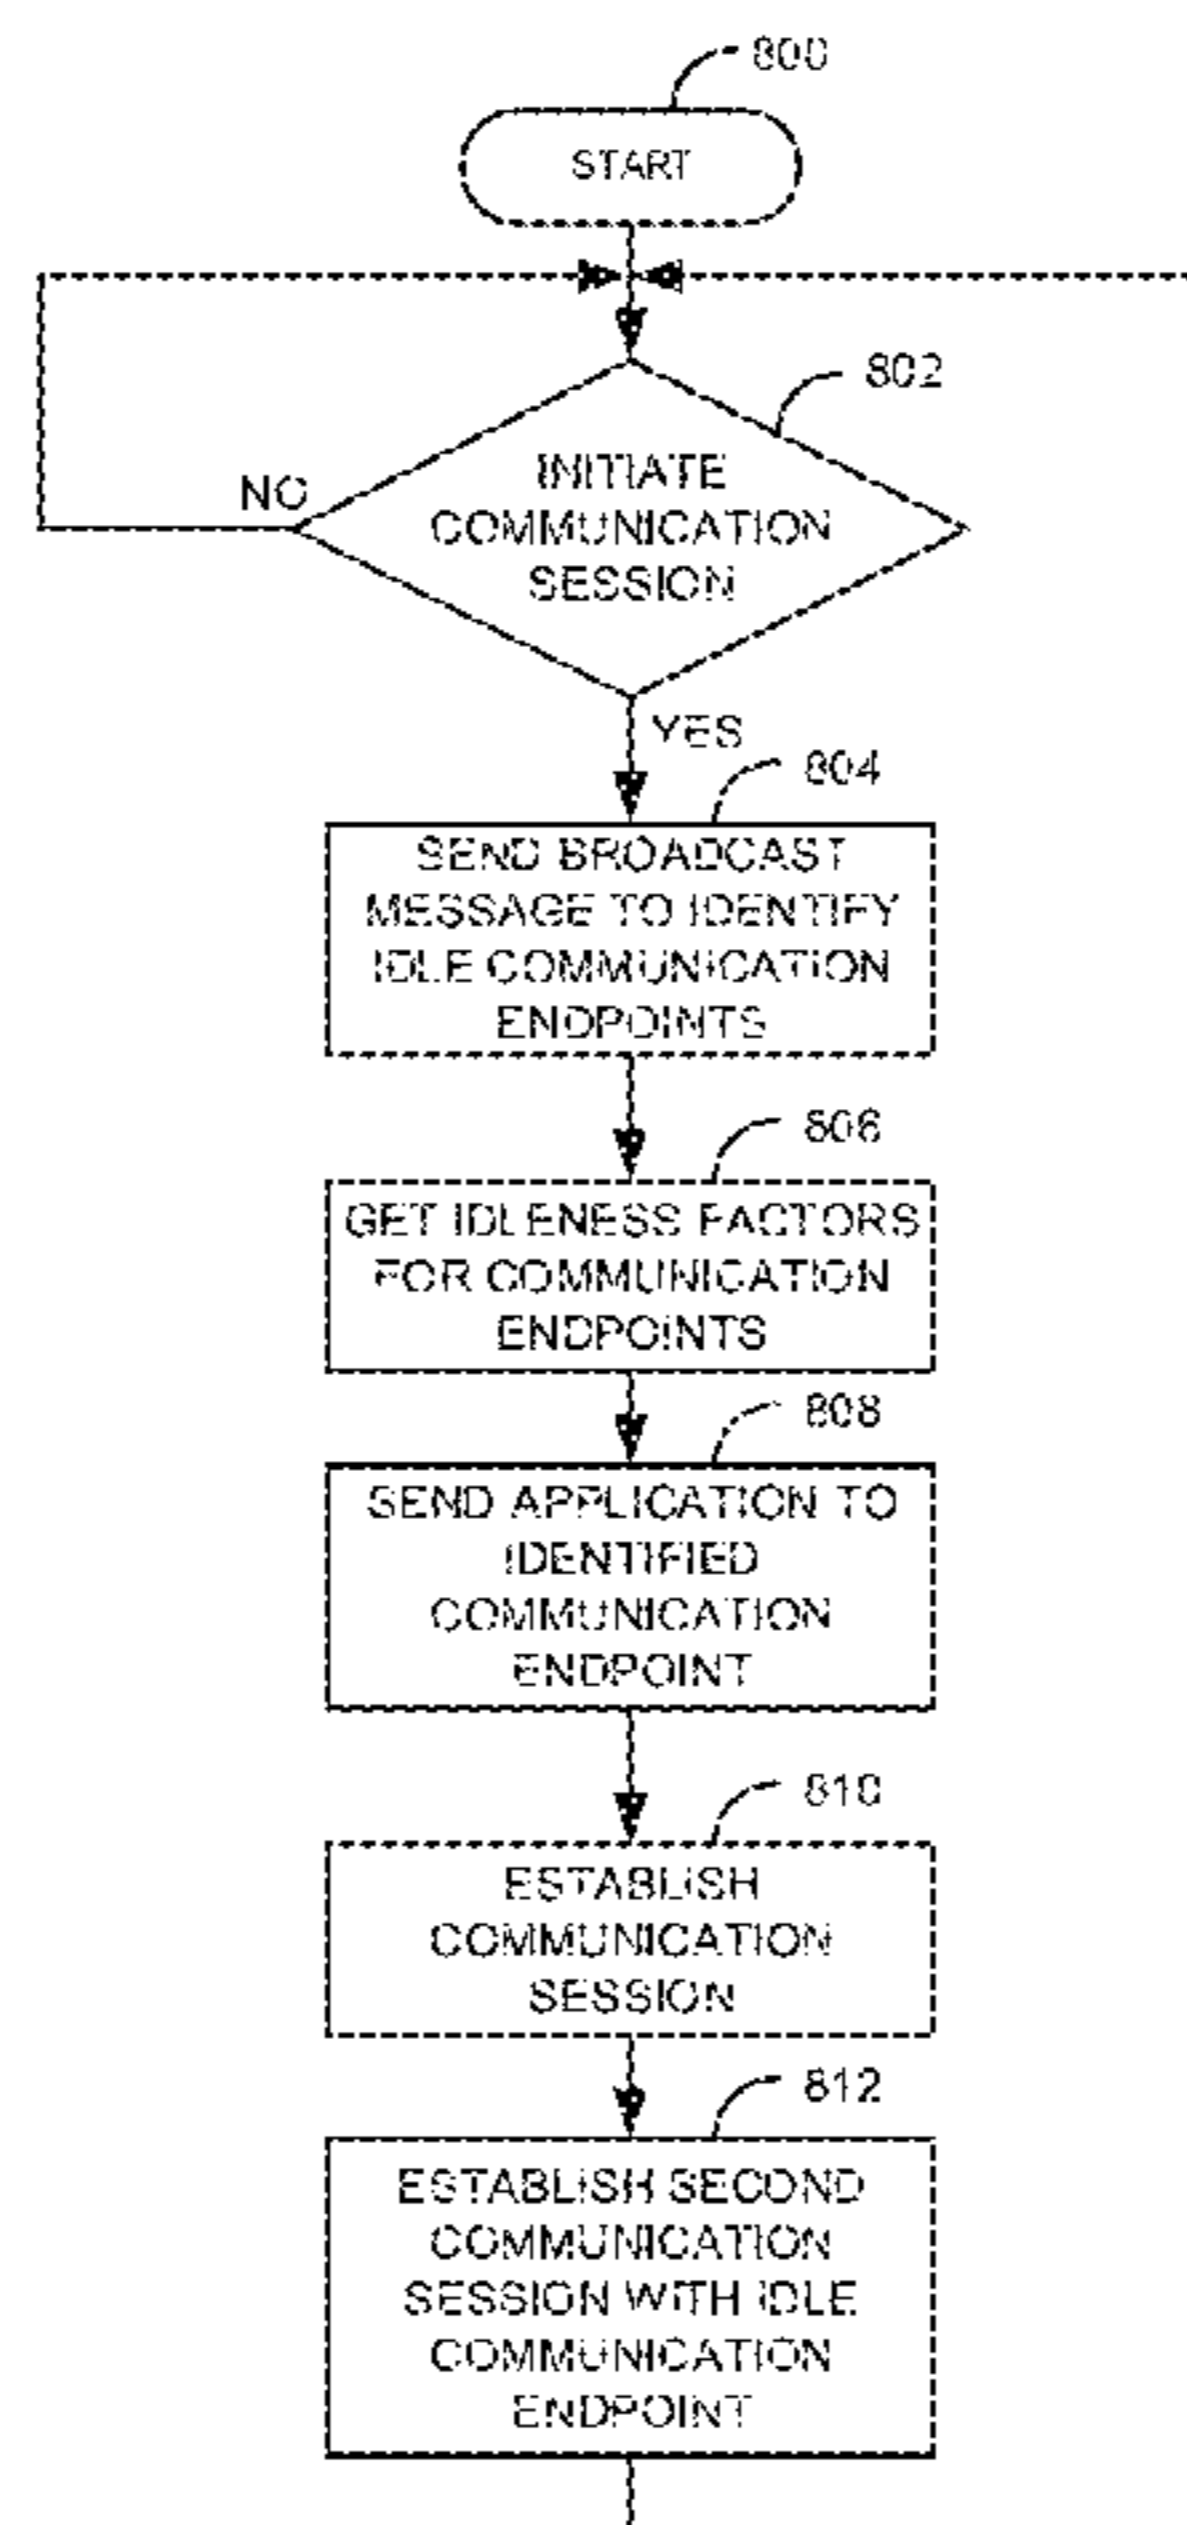 800
START
802
INITIATE
COMMUNICATION
SESSION
NO
YES
804
SEND BROADCAST
MESSAGE TO IDENTIFY
IDLE COMMUNICATION
ENDPOINTS
806
GET IDLENESS FACTORS
FOR COMMUNICATION
ENDPOINTS
808
SEND APPLICATION TO
IDENTIFIED
COMMUNICATION
ENDPOINT
810
ESTABLISH
COMMUNICATION
SESSION
812
ESTABLISH SECOND
COMMUNICATION
SESSION WITH IDLE
COMMUNICATION
ENDPOINT